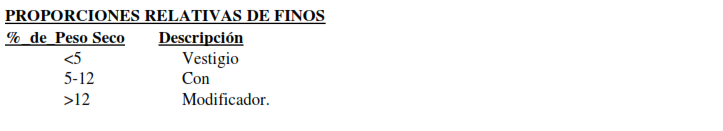 PROPORCIONES RELATIVAS DE FINOS
% de Peso Seco Descripción
<5 Vestigio
5-12 Con
>12 Modificador.